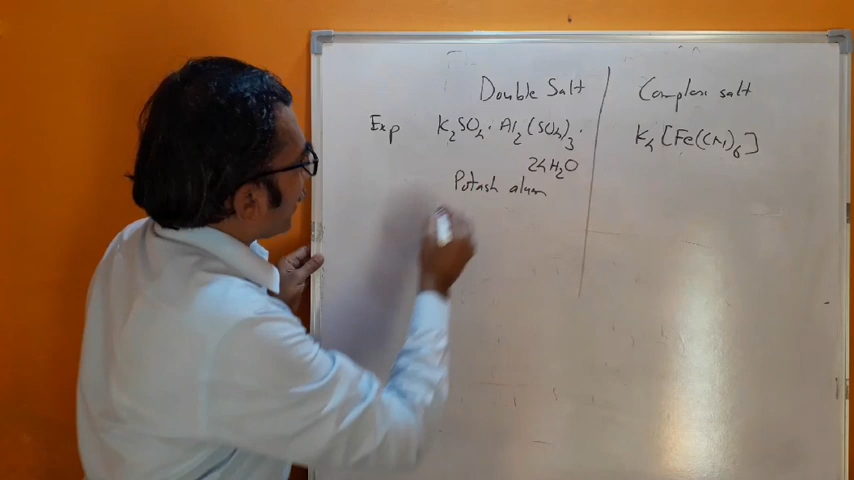 Double Salt
Complex salt
Exp K₂SO₄. Al₂(SO₄)₃.
24H₂O
Potash alum
K₄[Fe(CN)₆]